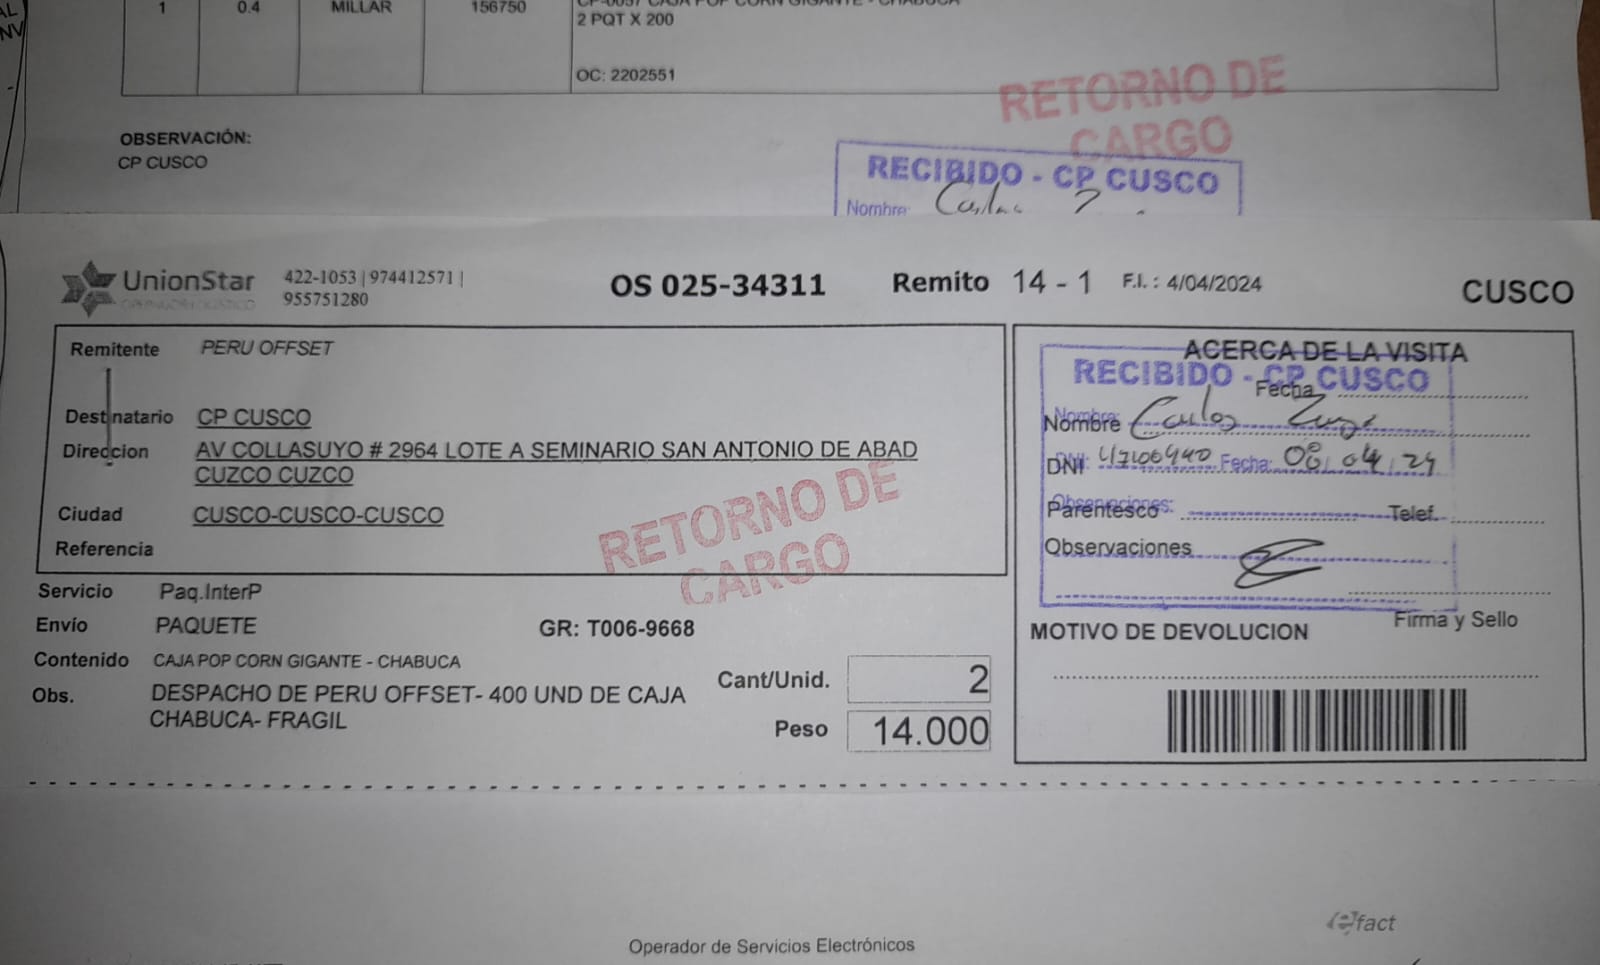 1 0.4 MILLAR 156750
2 PQT X 200
OC: 2202551
OBSERVACIÓN:
CP CUSCO
RETORNO DE
CARGO
RECIBIDO - CP CUSCO
Nombre: Carlos
UnionStar 422-1053 | 974412571 |
955751280
OS 025-34311 Remito 14 - 1 F.I. : 4/04/2024 CUSCO
Remitente PERU OFFSET
Destinatario CP CUSCO
Direccion AV COLLASUYO # 2964 LOTE A SEMINARIO SAN ANTONIO DE ABAD
CUZCO CUZCO
Ciudad CUSCO-CUSCO-CUSCO
Referencia
RETORNO DE
CARGO
Servicio Paq.InterP
Envío PAQUETE GR: T006-9668
Contenido CAJA POP CORN GIGANTE - CHABUCA
Obs. DESPACHO DE PERU OFFSET- 400 UND DE CAJA
CHABUCA- FRAGIL
Cant/Unid. 2
Peso 14.000
ACERCA DE LA VISITA
RECIBIDO - CP CUSCO
Fecha
Nombre Carlos
DNI Fecha: 08/04/24
Observaciones:
Parentesco Telef.
Observaciones
Firma y Sello
MOTIVO DE DEVOLUCION
(e)fact
Operador de Servicios Electrónicos